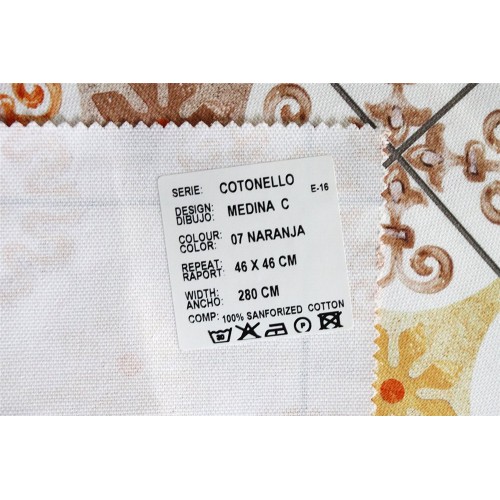 SERIE: COTONELLO E-16
DESIGN:
DIBUJO: MEDINA C
COLOUR:
COLOR: 07 NARANJA
REPEAT:
RAPORT: 46 X 46 CM
WIDTH:
ANCHO: 280 CM
COMP: 100% SANFORIZED COTTON
P